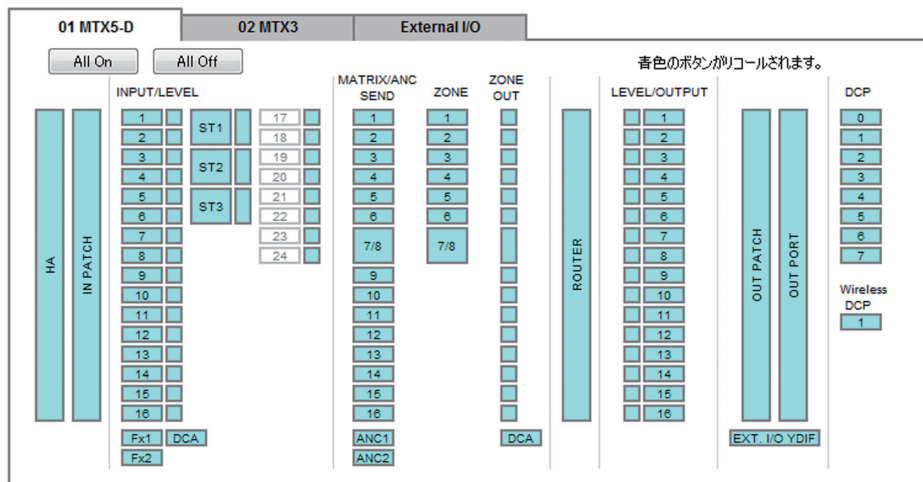 01 MTX5-D 02 MTX3 External I/O
All On All Off 青色のボタンがリコールされます。
MATRIX/ANC ZONE
INPUT/LEVEL SEND ZONE OUT LEVEL/OUTPUT DCP
1 ST1 17 1 1 1 0
2 18 2 2 2 1
3 ST2 19 3 3 3 2
4 20 4 4 4 3
5 ST3 21 5 5 5 4
6 22 6 6 6 5
7 23 7/8 7/8 7 6
8 24 8 7
HA IN PATCH ROUTER OUT PATCH OUT PORT
9 9 9
10 10 10 Wireless
11 11 11 DCP
12 12 12 1
13 13 13
14 14 14
15 15 15
16 16 16
Fx1 DCA ANC1 DCA EXT. I/O YDIF
Fx2 ANC2